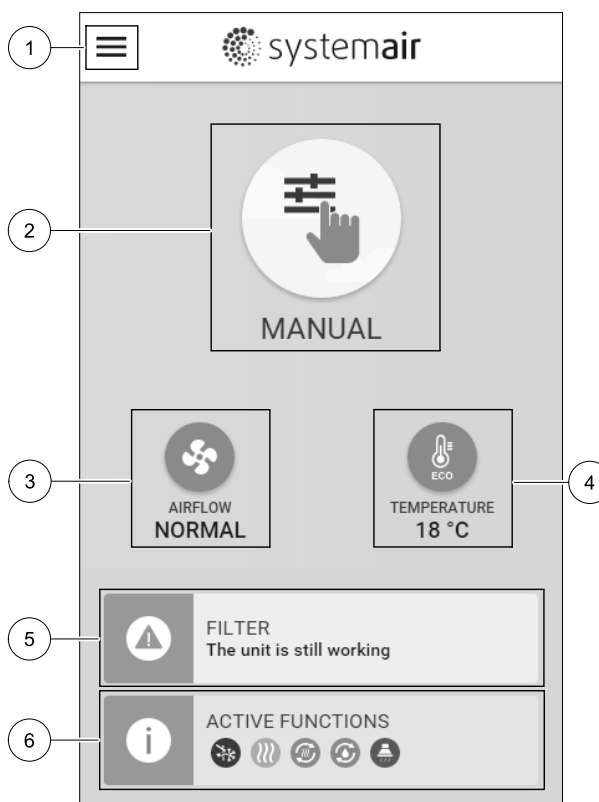 1
systemair
2
MANUAL
3
4
ECO
AIRFLOW
NORMAL
TEMPERATURE
18 °C
5
FILTER
The unit is still working
6
i
ACTIVE FUNCTIONS